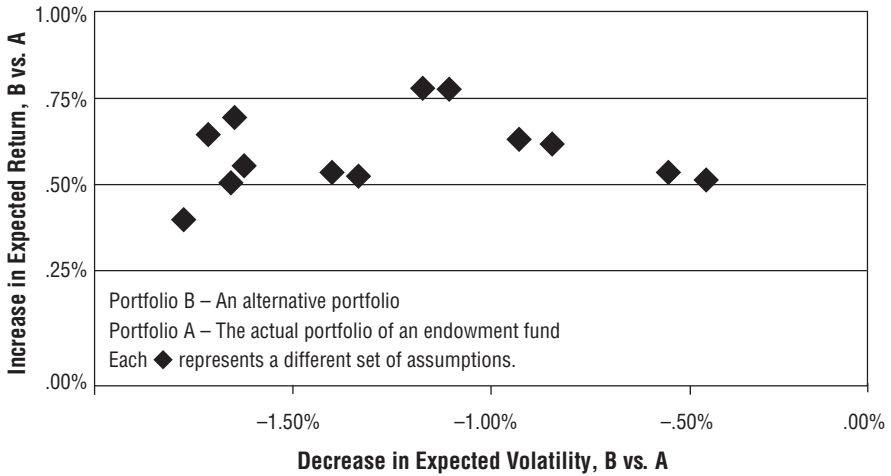 Increase in Expected Return, B vs. A
1.00%
.75%
.50%
.25%
.00%
Portfolio B – An alternative portfolio
Portfolio A – The actual portfolio of an endowment fund
Each ◆ represents a different set of assumptions.
–1.50% –1.00% –.50% .00%
Decrease in Expected Volatility, B vs. A